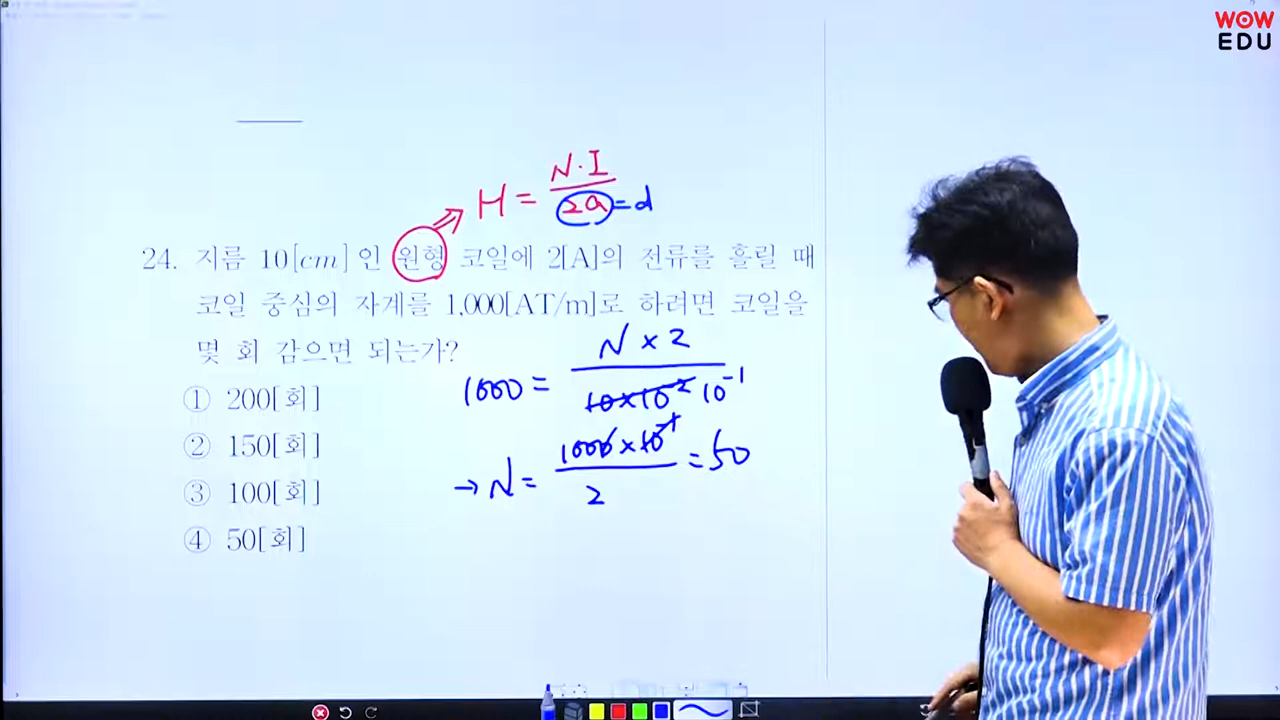 WOW
EDU
H = N·I / 2a = d
24. 지름 10[cm]인 원형 코일에 2[A]의 전류를 흘릴 때
코일 중심의 자계를 1,000[AT/m]로 하려면 코일을
몇 회 감으면 되는가?
① 200[회]
② 150[회]
③ 100[회]
④ 50[회]
1000 = N × 2 / 10×10⁻² 10⁻¹
→ N = 1000 × 10⁻¹ / 2 = 50